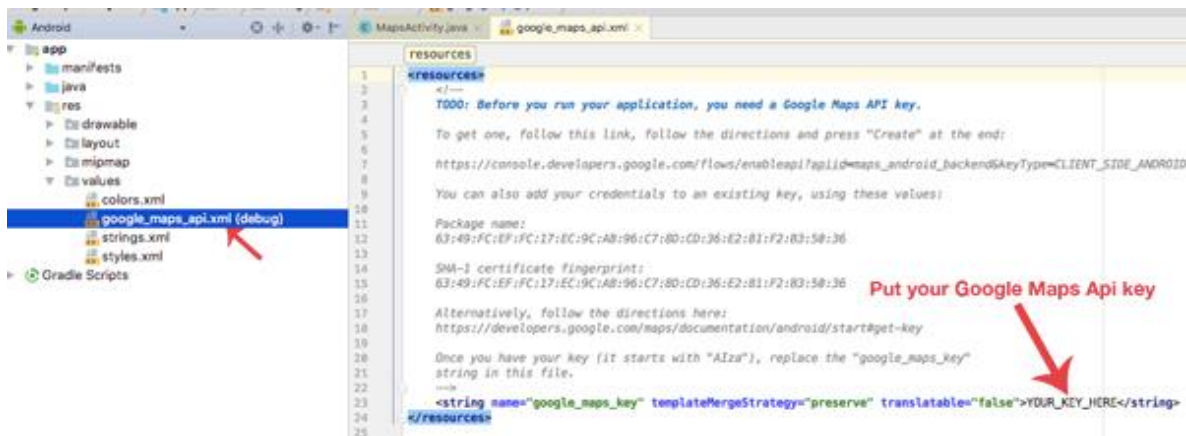 Android
MapsActivity.java
google_maps_api.xml
app
manifests
java
res
drawable
layout
mipmap
values
colors.xml
google_maps_api.xml (debug)
strings.xml
styles.xml
Gradle Scripts
resources
1 <resources>
2 <!--
3 TODO: Before you run your application, you need a Google Maps API key.
4
5 To get one, follow this link, follow the directions and press "Create" at the end:
6
7 https://console.developers.google.com/flows/enableapi?apiid=maps_android_backend&keyType=CLIENT_SIDE_ANDROID
8
9 You can also add your credentials to an existing key, using these values:
10
11 Package name:
12 63:49:FC:EF:FC:17:EC:9C:AB:96:C7:8D:CD:36:E2:81:F2:83:50:36
13
14 SHA-1 certificate fingerprint:
15 63:49:FC:EF:FC:17:EC:9C:AB:96:C7:8D:CD:36:E2:81:F2:83:50:36
16
17 Alternatively, follow the directions here:
18 https://developers.google.com/maps/documentation/android/start#get-key
19
20 Once you have your key (it starts with "AIza"), replace the "google_maps_key"
21 string in this file.
22 -->
23 <string name="google_maps_key" templateMergeStrategy="preserve" translatable="false">YOUR_KEY_HERE</string>
24 </resources>
25
Put your Google Maps Api key